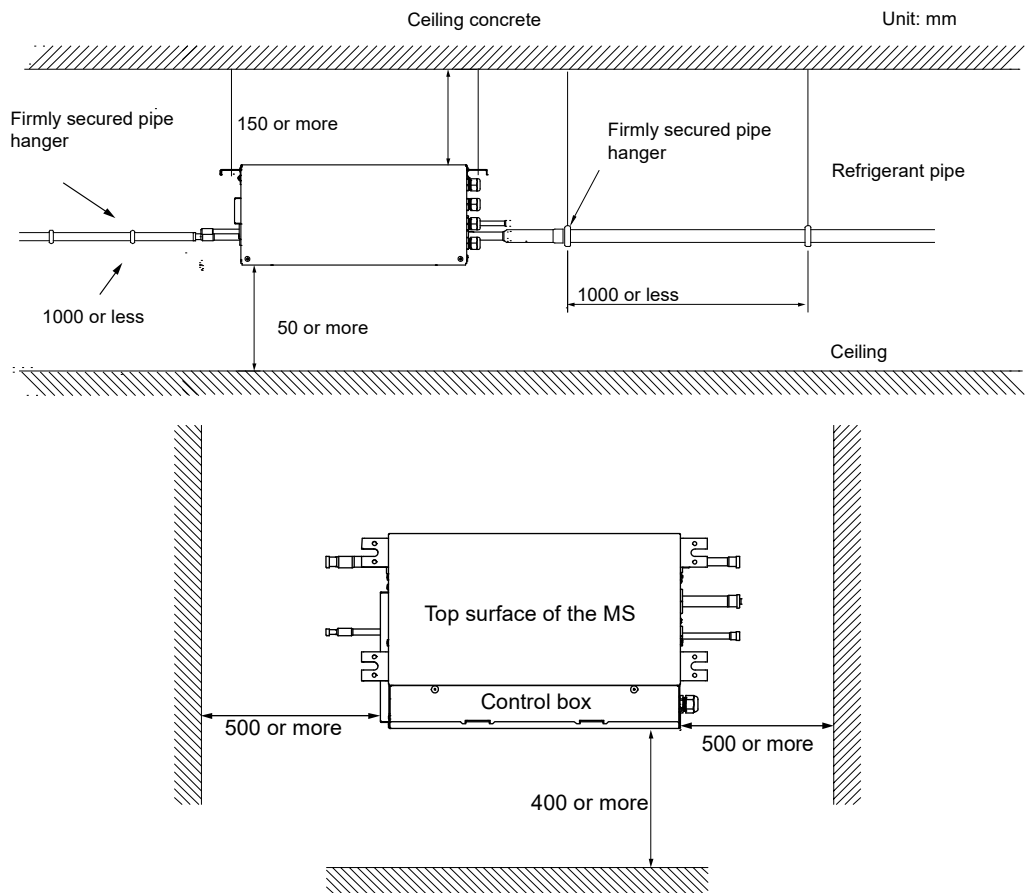 Ceiling concrete
Unit: mm
Firmly secured pipe
hanger
150 or more
Firmly secured pipe
hanger
Refrigerant pipe
1000 or less
1000 or less
50 or more
Ceiling
Top surface of the MS
Control box
500 or more
500 or more
400 or more